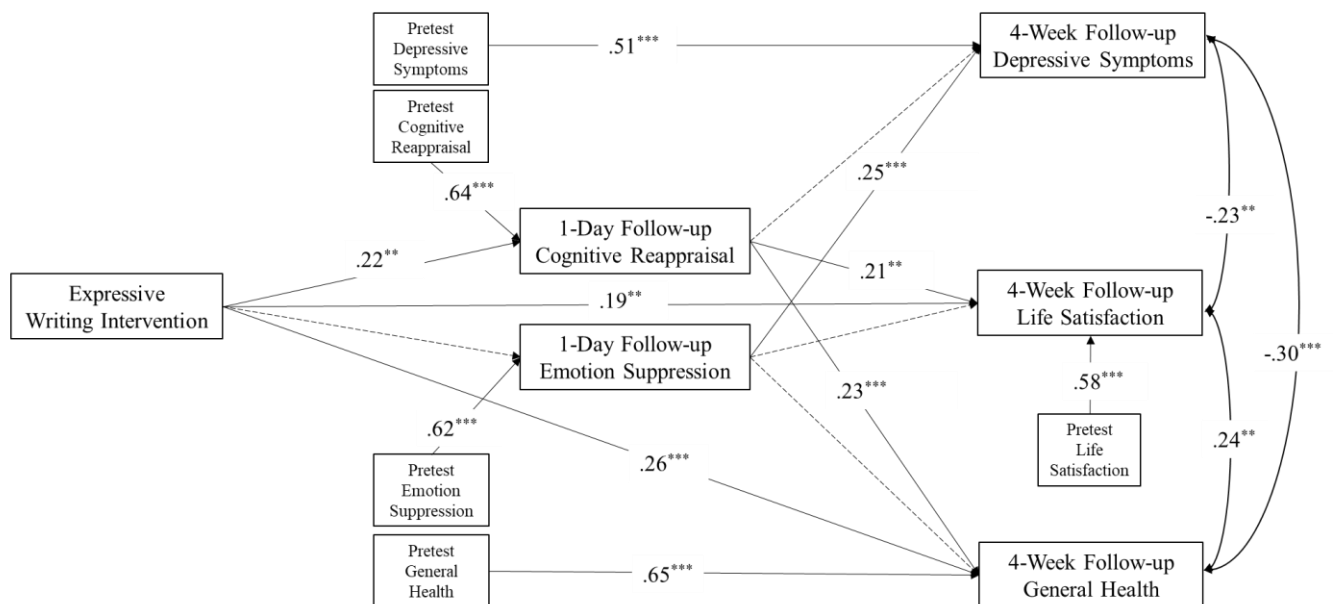 Pretest
Depressive
Symptoms
.51***
4-Week Follow-up
Depressive Symptoms
Pretest
Cognitive
Reappraisal
.64***
.25***
1-Day Follow-up
Cognitive Reappraisal
-.23**
.22**
.21**
Expressive
Writing Intervention
.19**
4-Week Follow-up
Life Satisfaction
1-Day Follow-up
Emotion Suppression
-.30***
.58***
.23***
.62***
Pretest
Life
Satisfaction
.24**
.26***
Pretest
Emotion
Suppression
Pretest
General
Health
.65***
4-Week Follow-up
General Health